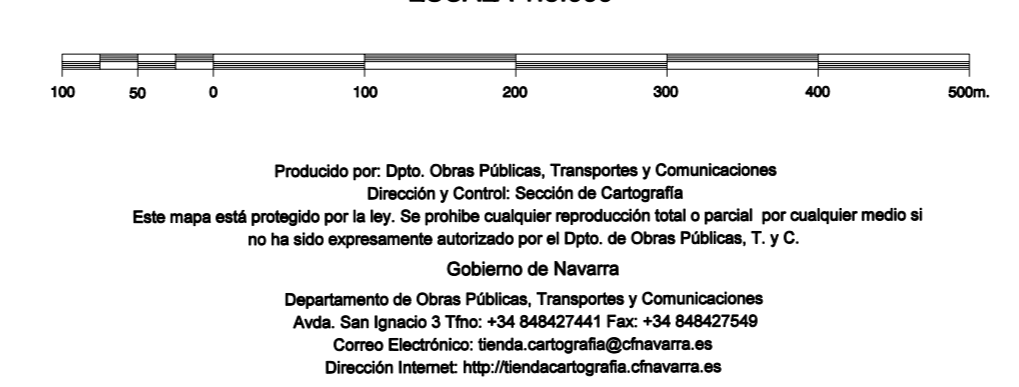 100 50 0 100 200 300 400 500m.
Producido por: Dpto. Obras Públicas, Transportes y Comunicaciones
Dirección y Control: Sección de Cartografía
Este mapa está protegido por la ley. Se prohibe cualquier reproducción total o parcial por cualquier medio si
no ha sido expresamente autorizado por el Dpto. de Obras Públicas, T. y C.
Gobierno de Navarra
Departamento de Obras Públicas, Transportes y Comunicaciones
Avda. San Ignacio 3 Tfno: +34 848427441 Fax: +34 848427549
Correo Electrónico: tienda.cartografia@cfnavarra.es
Dirección Internet: http://tiendacartografia.cfnavarra.es